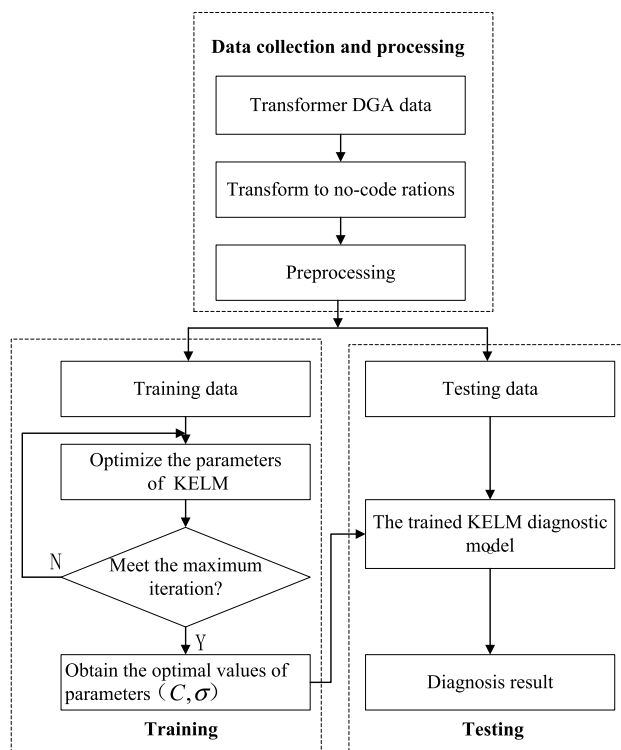 Data collection and processing
Transformer DGA data
Transform to no-code rations
Preprocessing
Training data
Optimize the parameters
of KELM
Meet the maximum
iteration?
N
Y
Obtain the optimal values of
parameters（C,σ）
Training
Testing data
The trained KELM diagnostic
model
Diagnosis result
Testing